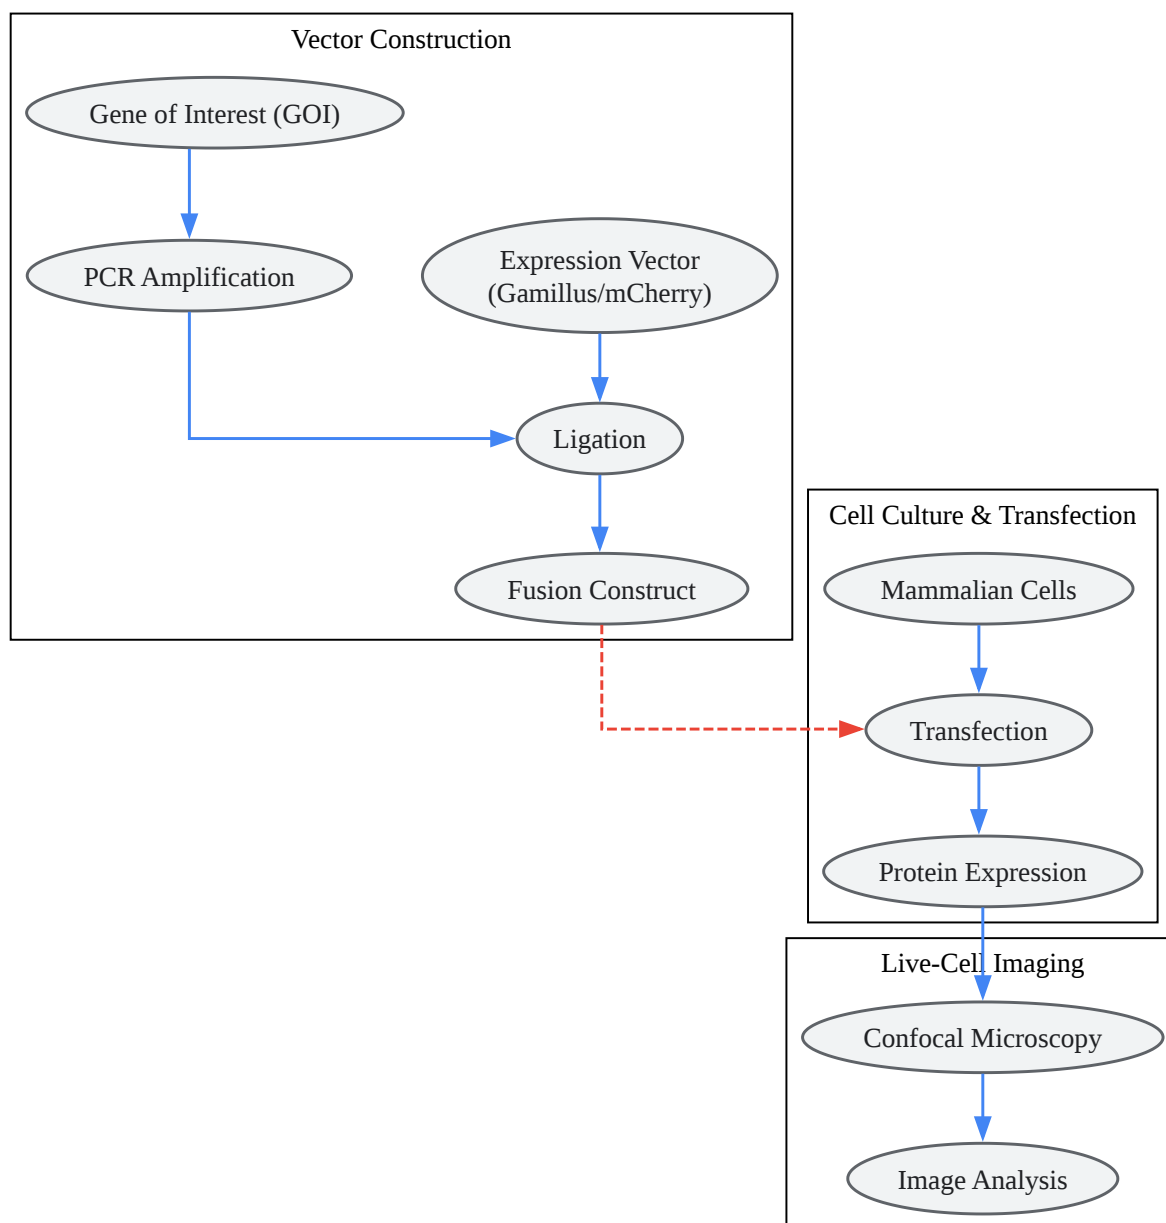 Vector Construction
Gene of Interest (GOI)
PCR Amplification
Expression Vector
(Gamillus/mCherry)
Ligation
Fusion Construct
Cell Culture & Transfection
Mammalian Cells
Transfection
Protein Expression
Live-Cell Imaging
Confocal Microscopy
Image Analysis